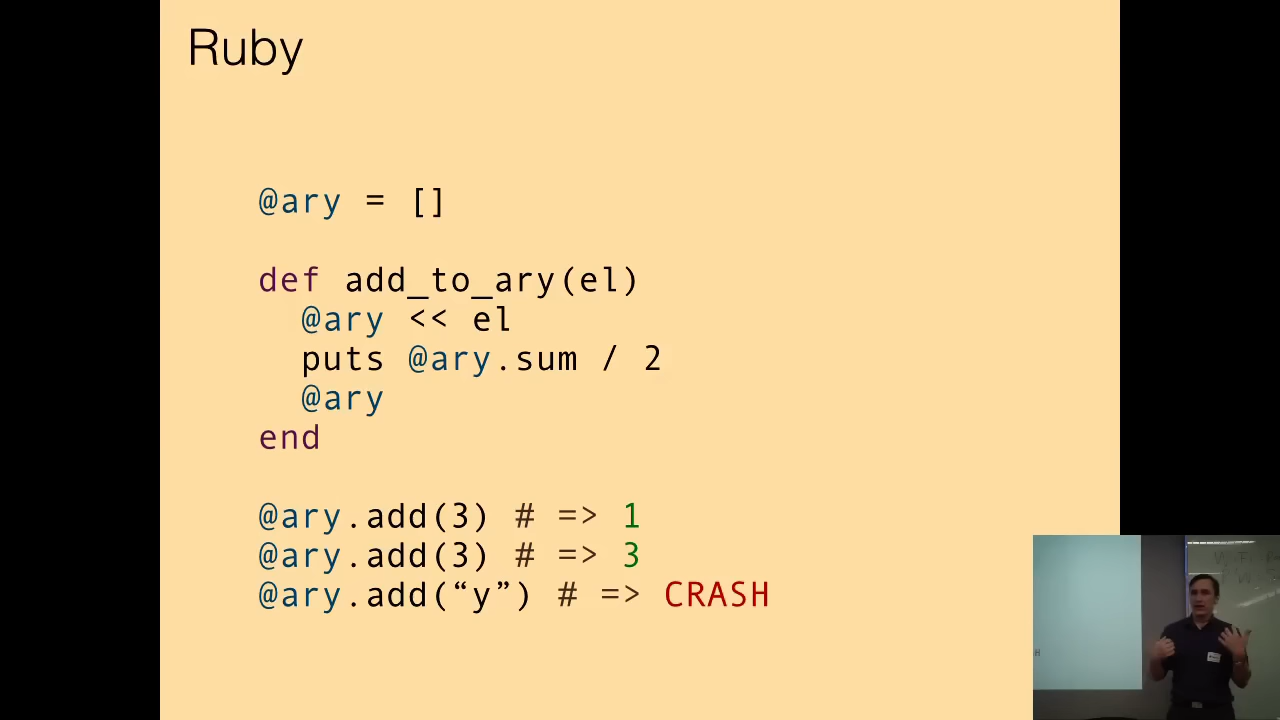 Ruby
@ary = []
def add_to_ary(el)
@ary << el
puts @ary.sum / 2
@ary
end
@ary.add(3) # => 1
@ary.add(3) # => 3
@ary.add(“y”) # => CRASH